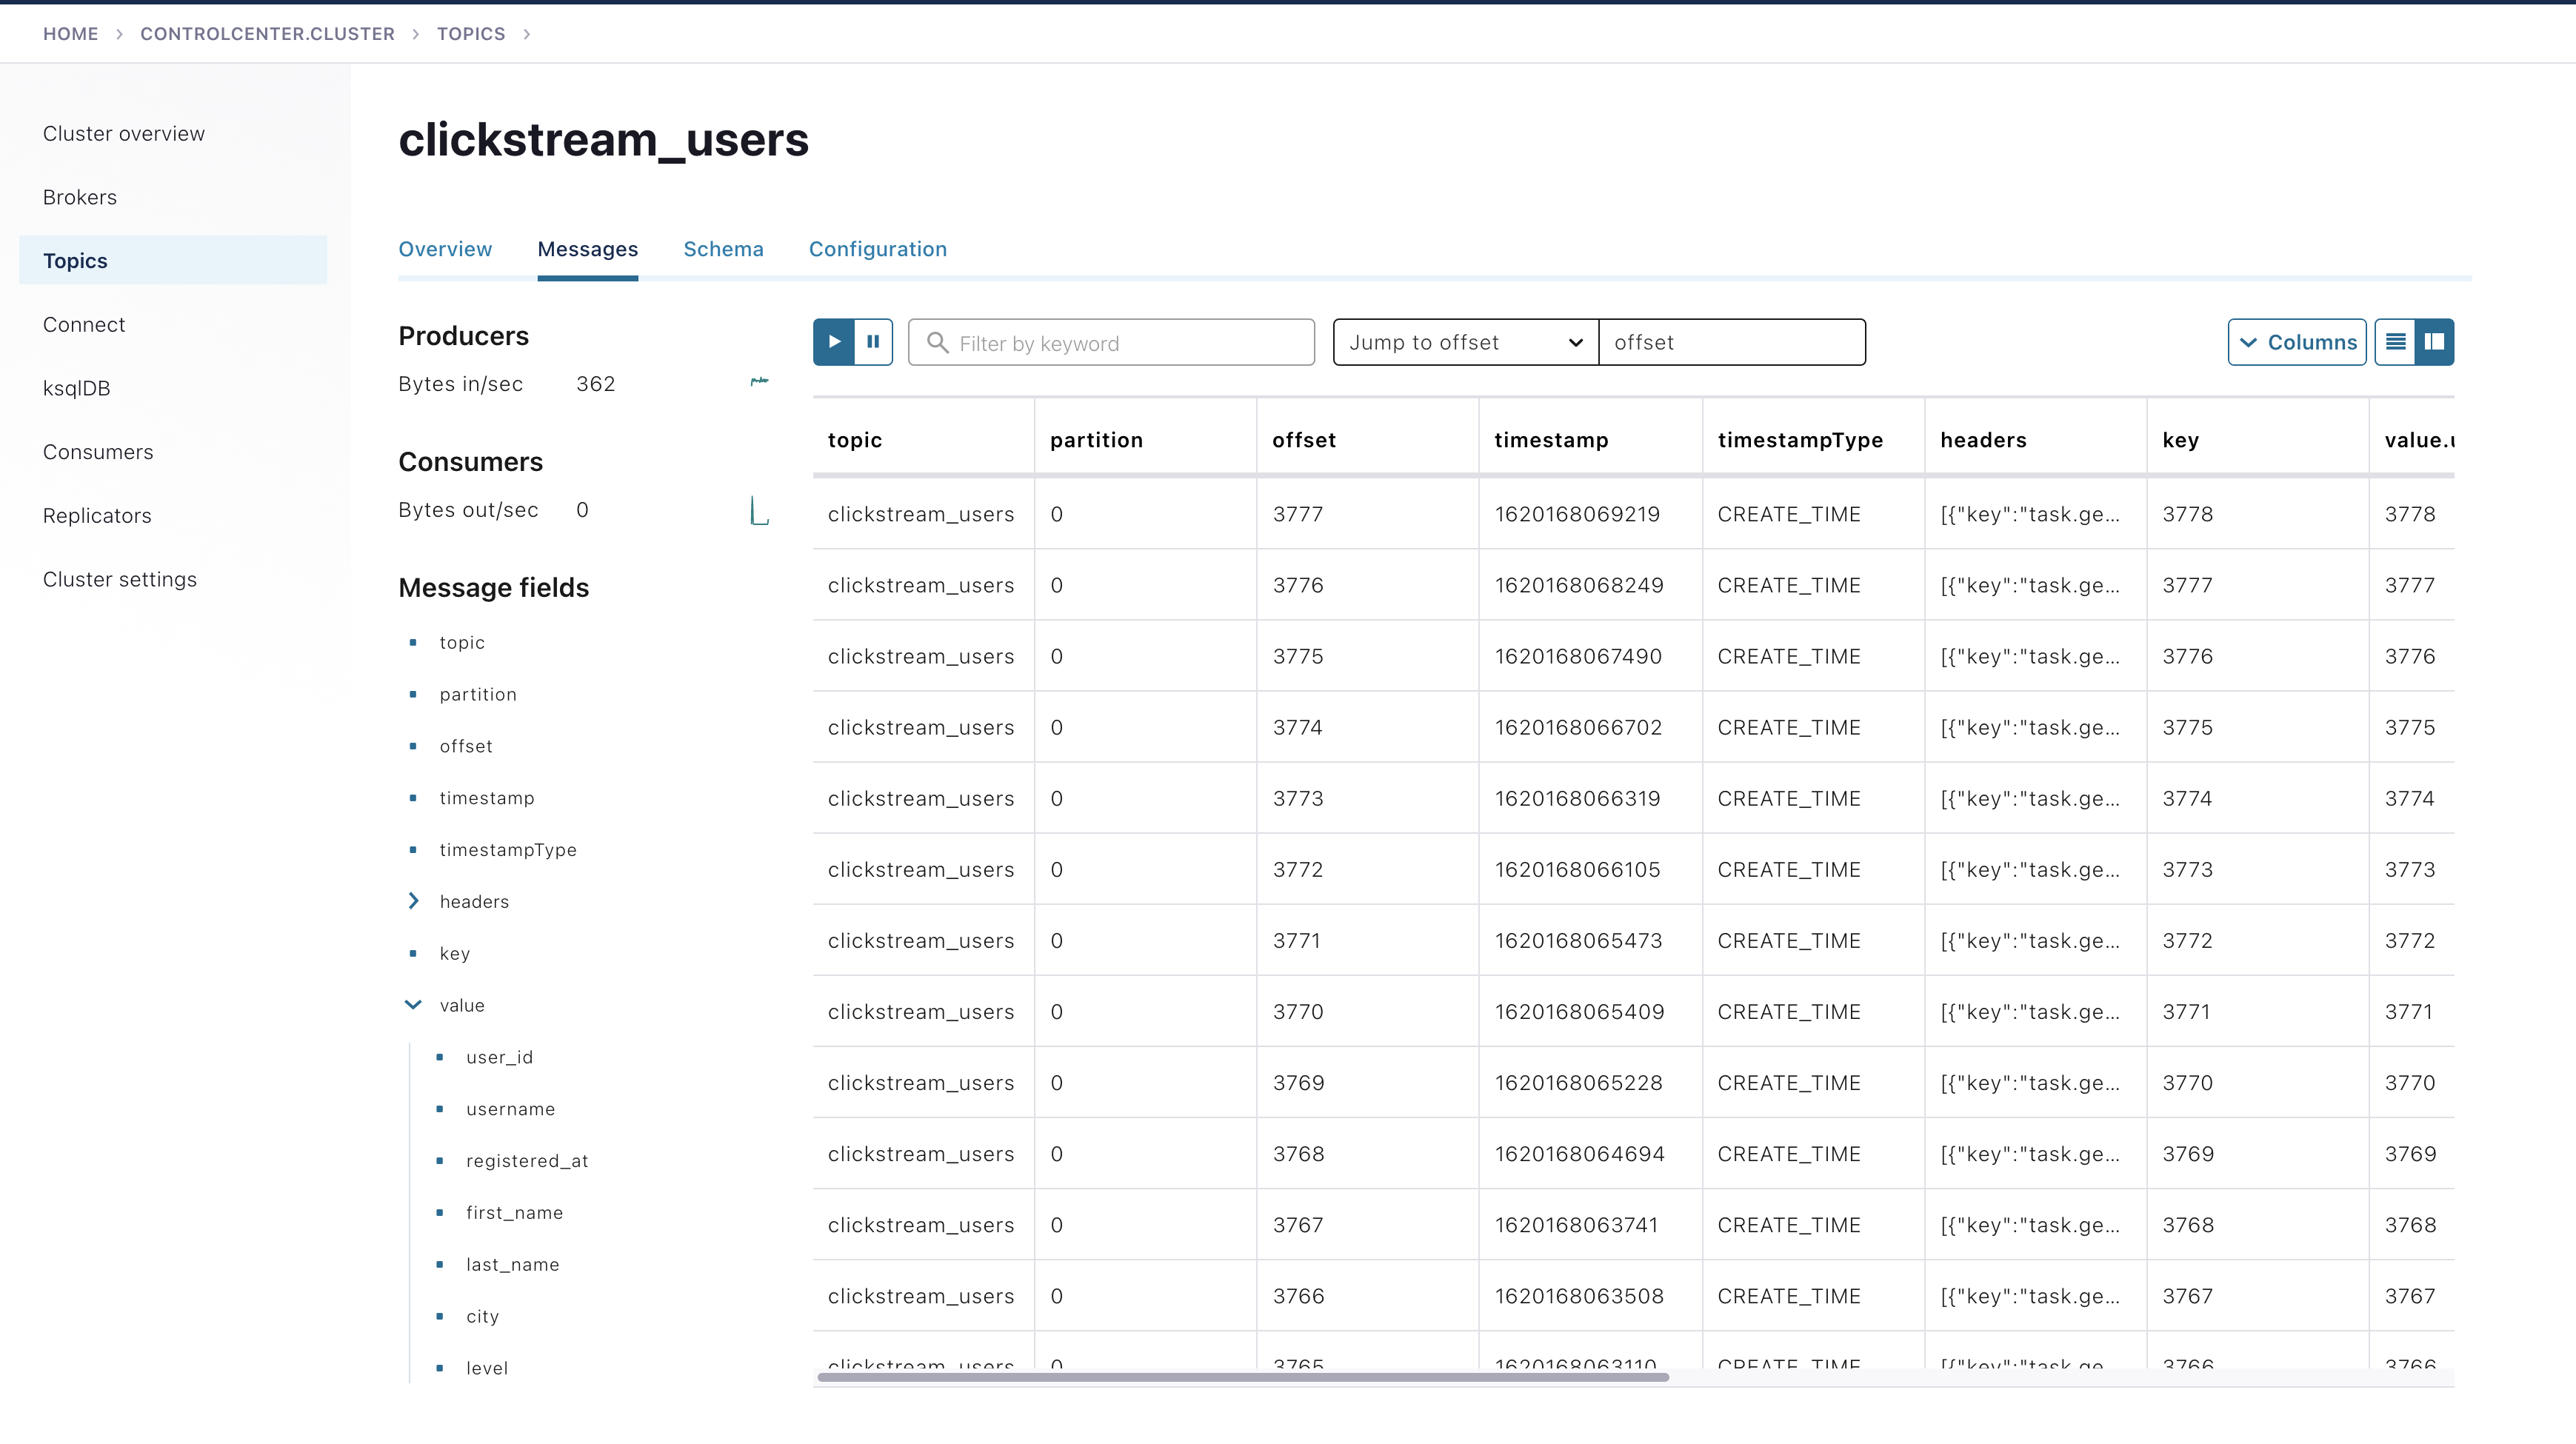 HOME > CONTROLCENTER.CLUSTER > TOPICS >
Cluster overview
Brokers
Topics
Connect
ksqlDB
Consumers
Replicators
Cluster settings
clickstream_users
Overview Messages Schema Configuration
Producers
Bytes in/sec 362
Consumers
Bytes out/sec 0
Message fields
topic
partition
offset
timestamp
timestampType
headers
key
value
user_id
username
registered_at
first_name
last_name
city
level
Filter by keyword Jump to offset offset Columns
topic partition offset timestamp timestampType headers key value.u
clickstream_users 0 3777 1620168069219 CREATE_TIME [{"key":"task.ge... 3778 3778
clickstream_users 0 3776 1620168068249 CREATE_TIME [{"key":"task.ge... 3777 3777
clickstream_users 0 3775 1620168067490 CREATE_TIME [{"key":"task.ge... 3776 3776
clickstream_users 0 3774 1620168066702 CREATE_TIME [{"key":"task.ge... 3775 3775
clickstream_users 0 3773 1620168066319 CREATE_TIME [{"key":"task.ge... 3774 3774
clickstream_users 0 3772 1620168066105 CREATE_TIME [{"key":"task.ge... 3773 3773
clickstream_users 0 3771 1620168065473 CREATE_TIME [{"key":"task.ge... 3772 3772
clickstream_users 0 3770 1620168065409 CREATE_TIME [{"key":"task.ge... 3771 3771
clickstream_users 0 3769 1620168065228 CREATE_TIME [{"key":"task.ge... 3770 3770
clickstream_users 0 3768 1620168064694 CREATE_TIME [{"key":"task.ge... 3769 3769
clickstream_users 0 3767 1620168063741 CREATE_TIME [{"key":"task.ge... 3768 3768
clickstream_users 0 3766 1620168063508 CREATE_TIME [{"key":"task.ge... 3767 3767
clickstream_users 0 3765 1620168063110 CREATE_TIME [{"key":"task.ge 3766 3766